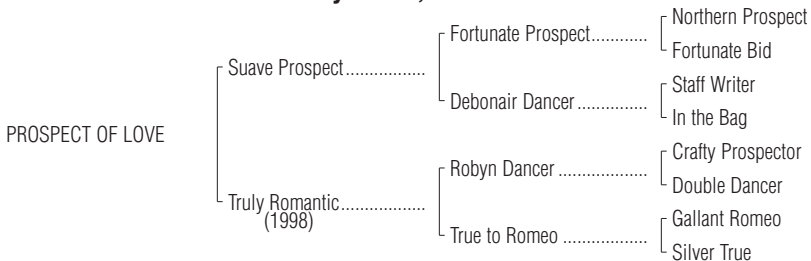 Northern Prospect
Fortunate Prospect............
Fortunate Bid
Suave Prospect.................
Staff Writer
Debonair Dancer ...............
In the Bag
PROSPECT OF LOVE
Crafty Prospector
Robyn Dancer ...................
Double Dancer
Truly Romantic..................
(1998)
Gallant Romeo
True to Romeo ..................
Silver True